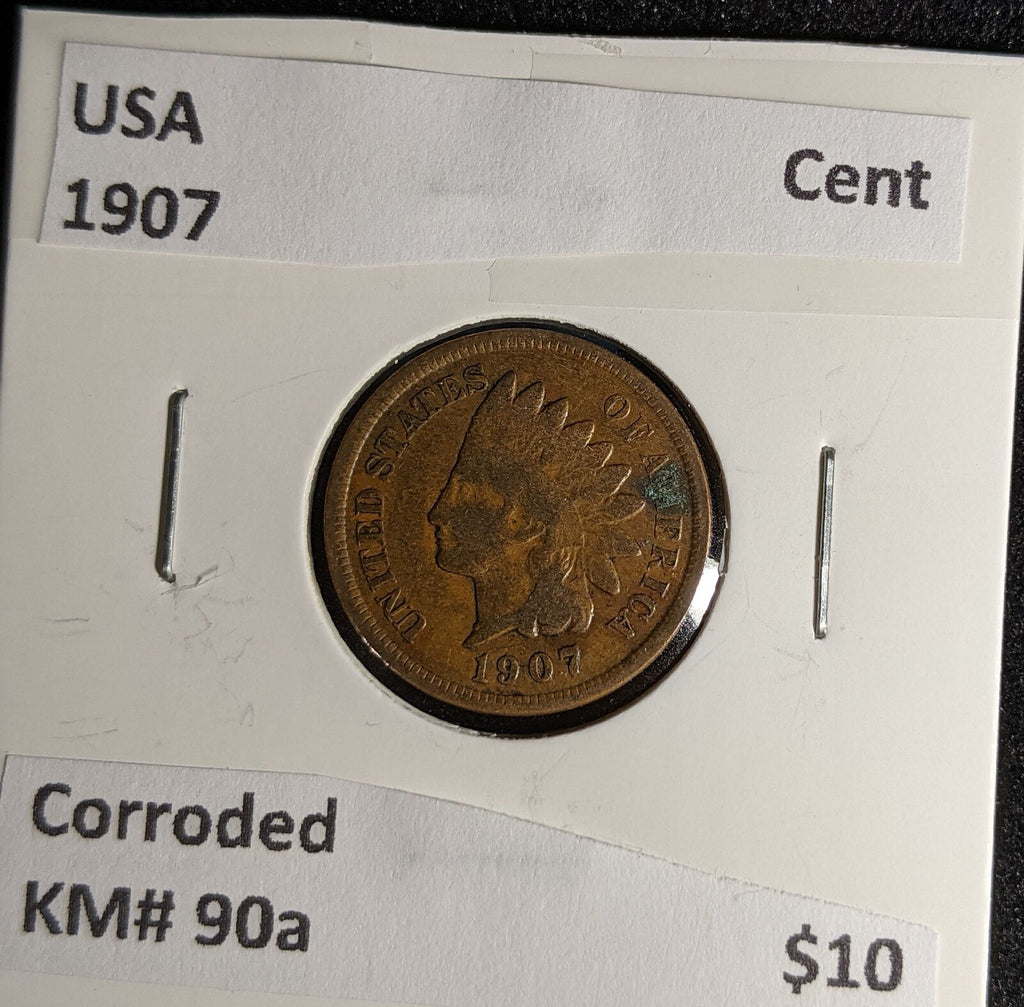 USA
Cent
1907
UNITED STATES OF AMERICA
1907
Corroded
KM# 90a
$10